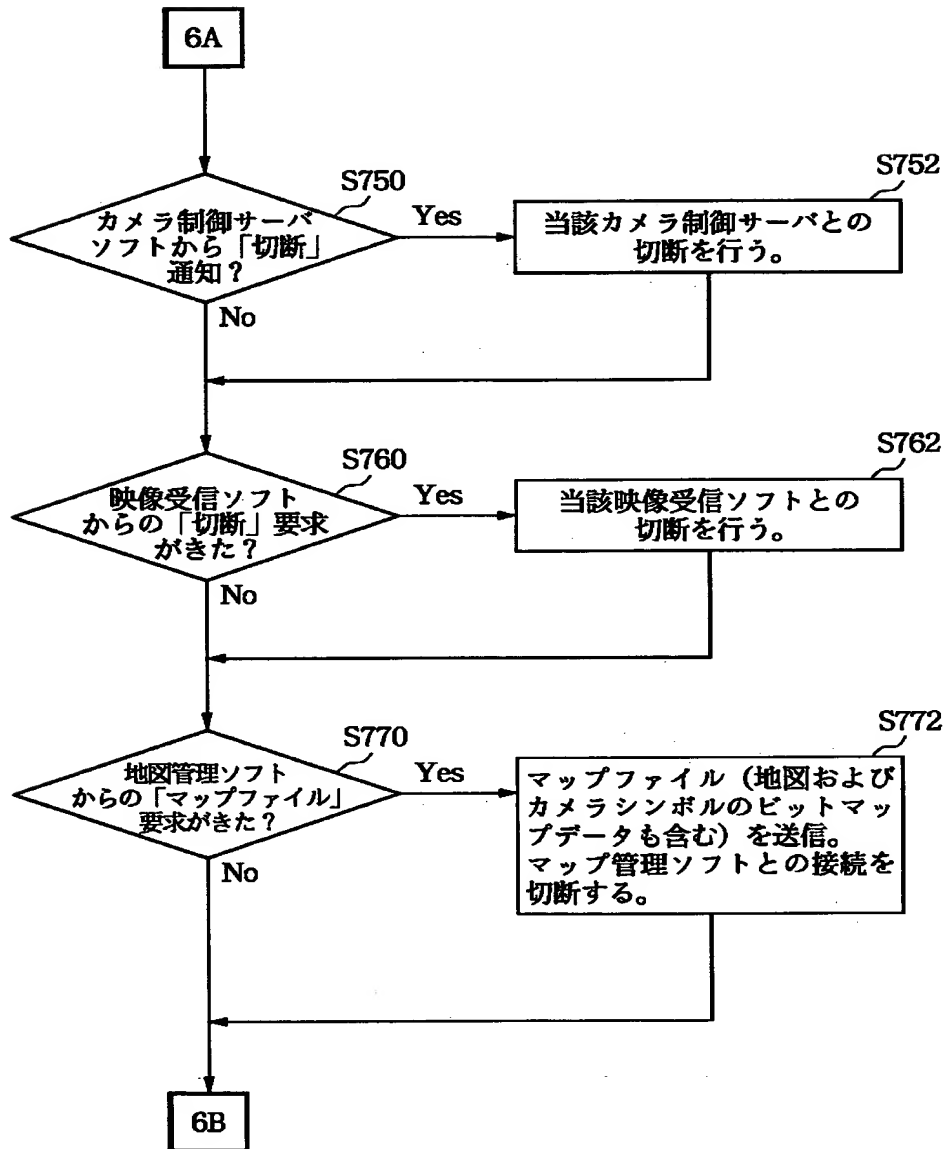 6A
S750
カメラ制御サーバ
ソフトから「切断」
通知？
Yes
No
S752
当該カメラ制御サーバとの
切断を行う。
S760
映像受信ソフト
からの「切断」要求
がきた？
Yes
No
S762
当該映像受信ソフトとの
切断を行う。
S770
地図管理ソフト
からの「マップファイル」
要求がきた？
Yes
No
S772
マップファイル（地図および
カメラシンボルのビットマッ
プデータも含む）を送信。
マップ管理ソフトとの接続を
切断する。
6B